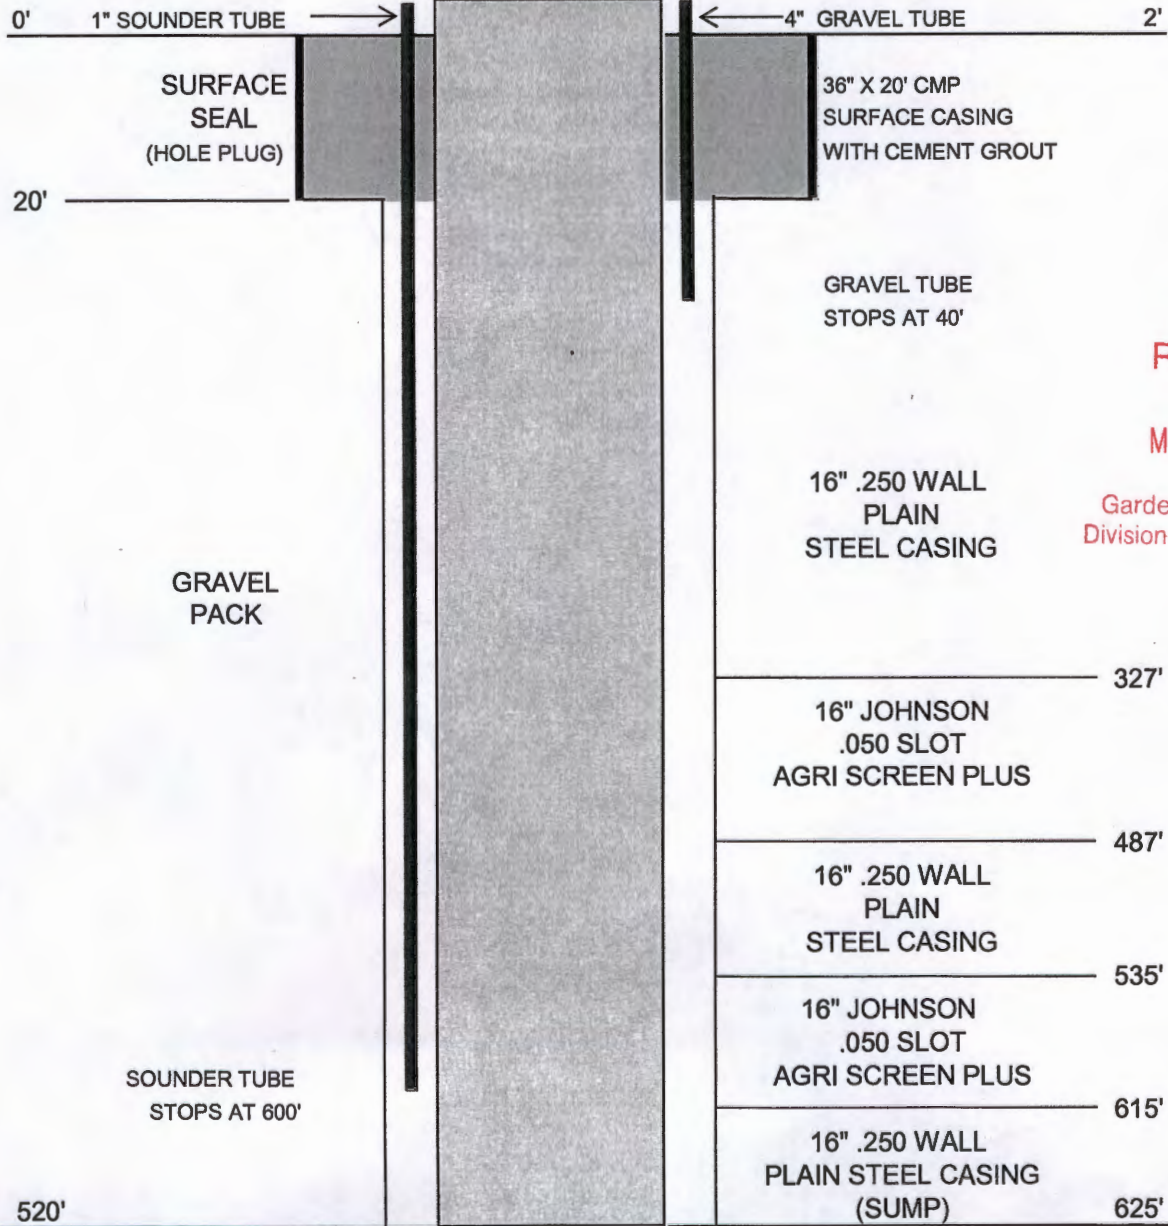 0' 1" SOUNDER TUBE 4" GRAVEL TUBE 2'
SURFACE
SEAL
(HOLE PLUG)
36" X 20' CMP
SURFACE CASING
WITH CEMENT GROUT
20'
GRAVEL TUBE
STOPS AT 40'
16" .250 WALL
PLAIN
STEEL CASING
Garde
Division
GRAVEL
PACK
327'
16" JOHNSON
.050 SLOT
AGRI SCREEN PLUS
487'
16" .250 WALL
PLAIN
STEEL CASING
535'
16" JOHNSON
.050 SLOT
AGRI SCREEN PLUS
SOUNDER TUBE
STOPS AT 600'
615'
16" .250 WALL
PLAIN STEEL CASING
(SUMP)
520' 625'